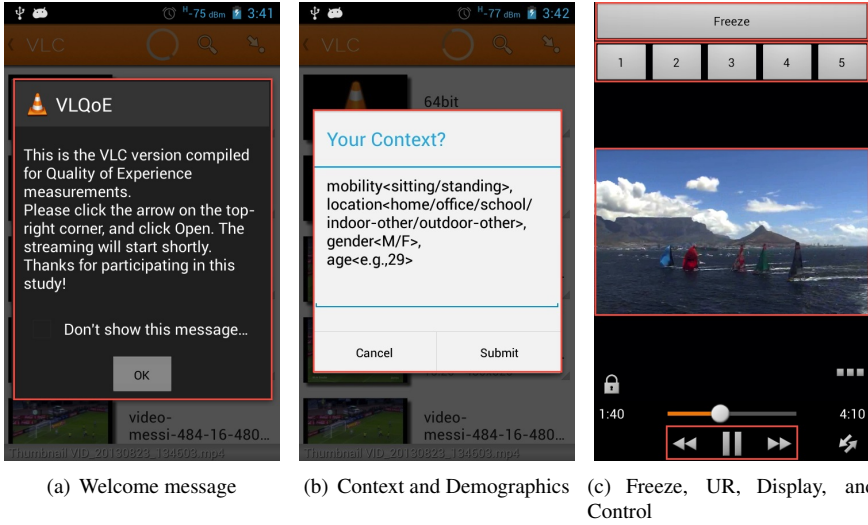 H -75 dBm 3:41
VLC
VLQoE
This is the VLC version compiled
for Quality of Experience
measurements.
Please click the arrow on the top-
right corner, and click Open. The
streaming will start shortly.
Thanks for participating in this
study!
Don't show this message...
OK
video-
messi-484-16-480...
Thumbnail VID_20130823_134603.mp4
(a) Welcome message
H -77 dBm 3:42
VLC
64bit
Your Context?
mobility<sitting/standing>,
location<home/office/school/
indoor-other/outdoor-other>,
gender<M/F>,
age<e.g.,29>
Cancel
Submit
video-
messi-484-16-480...
Thumbnail VID_20130823_134603.mp4
(b) Context and Demographics
Freeze
1 2 3 4 5
1:40
4:10
(c) Freeze, UR, Display, and
Control